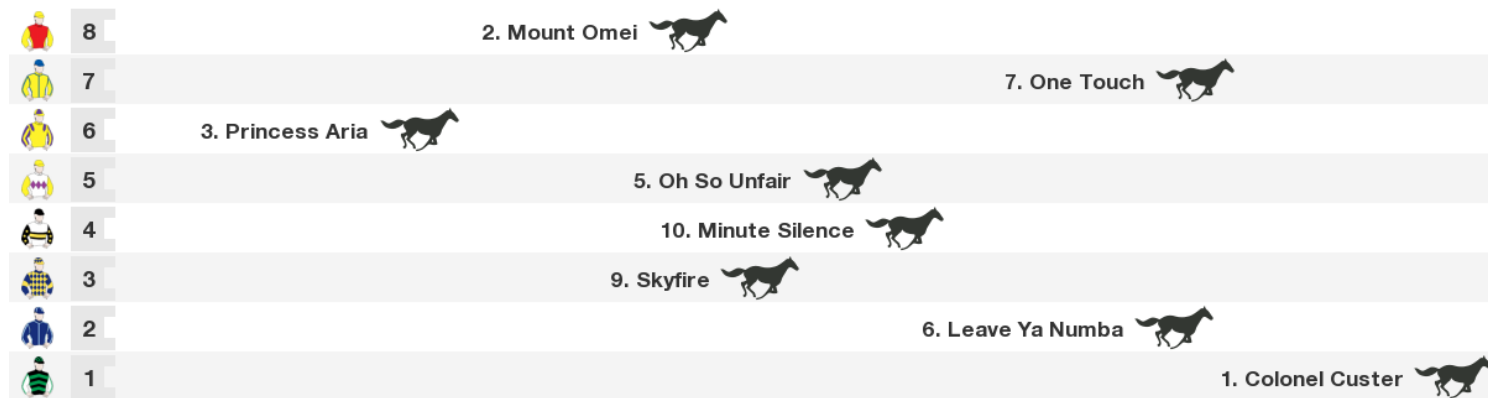 8 2. Mount Omei
7 7. One Touch
6 3. Princess Aria
5 5. Oh So Unfair
4 10. Minute Silence
3 9. Skyfire
2 6. Leave Ya Numba
1 1. Colonel Custer